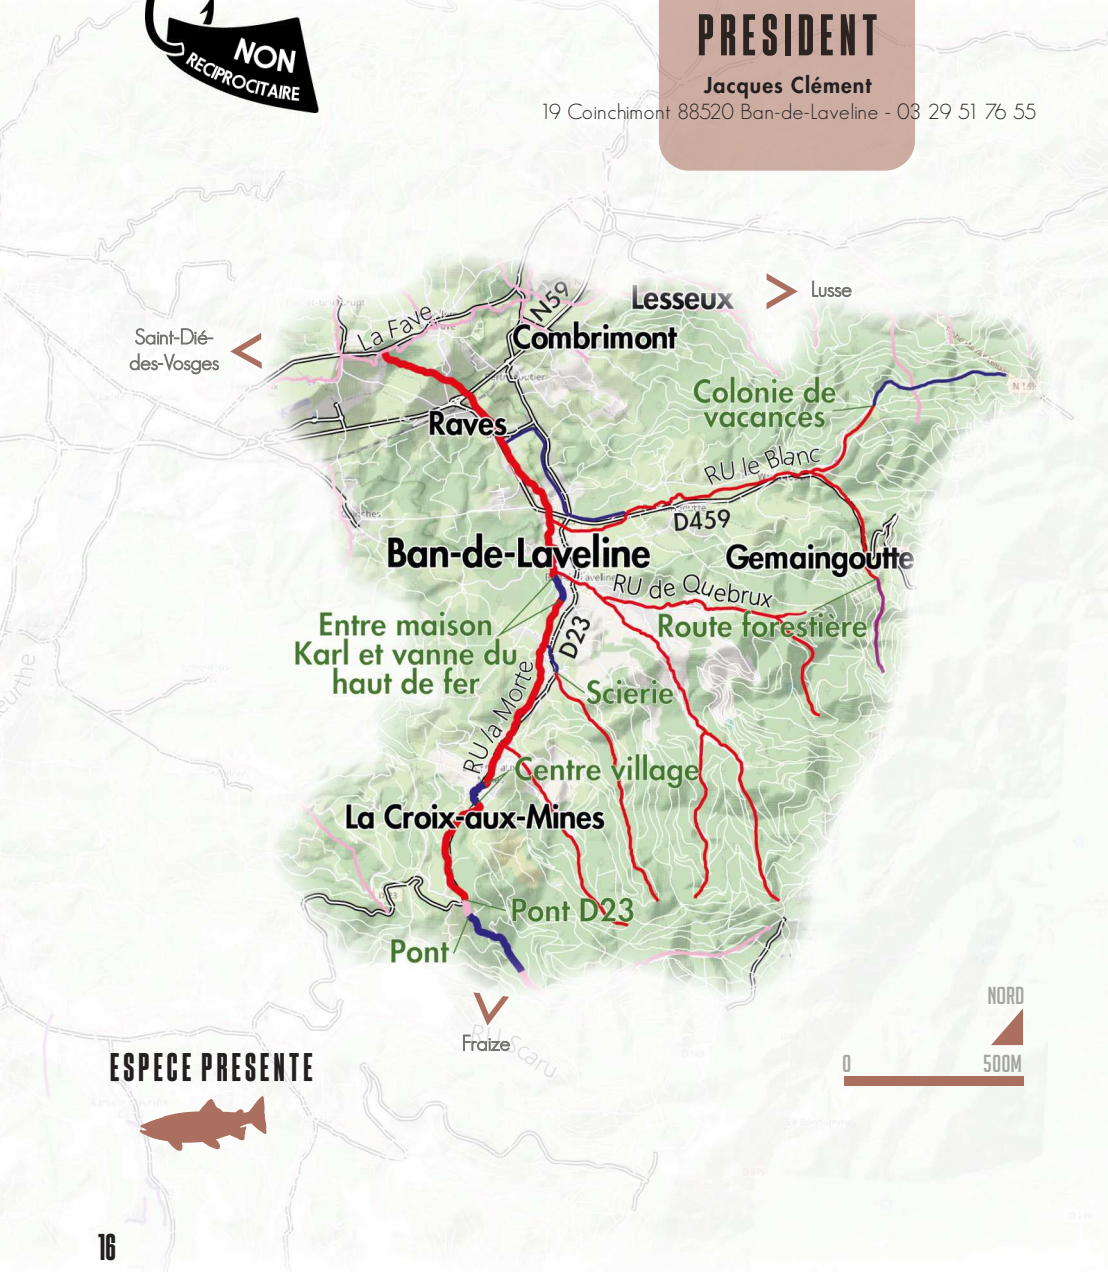 NON
RECIPROCITAIRE
PRESIDENT
Jacques Clément
19 Coinchimont 88520 Ban-de-Laveline - 03 29 51 76 55
Lesseux
Lusse
N59
La Fave
Combrimont
Saint-Dié-
des-Vosges
Colonie de
vacances
Raves
RU le Blanc
D459
Ban-de-Laveline
Gemaingoutte
RU de Quebrux
Entre maison
Karl et vanne du
haut de fer
D23
Route forestière
Scierie
RU la Morte
Centre village
La Croix-aux-Mines
Pont D23
Pont
Fraize
RU Scaru
NORD
0 500M
ESPECE PRESENTE
16